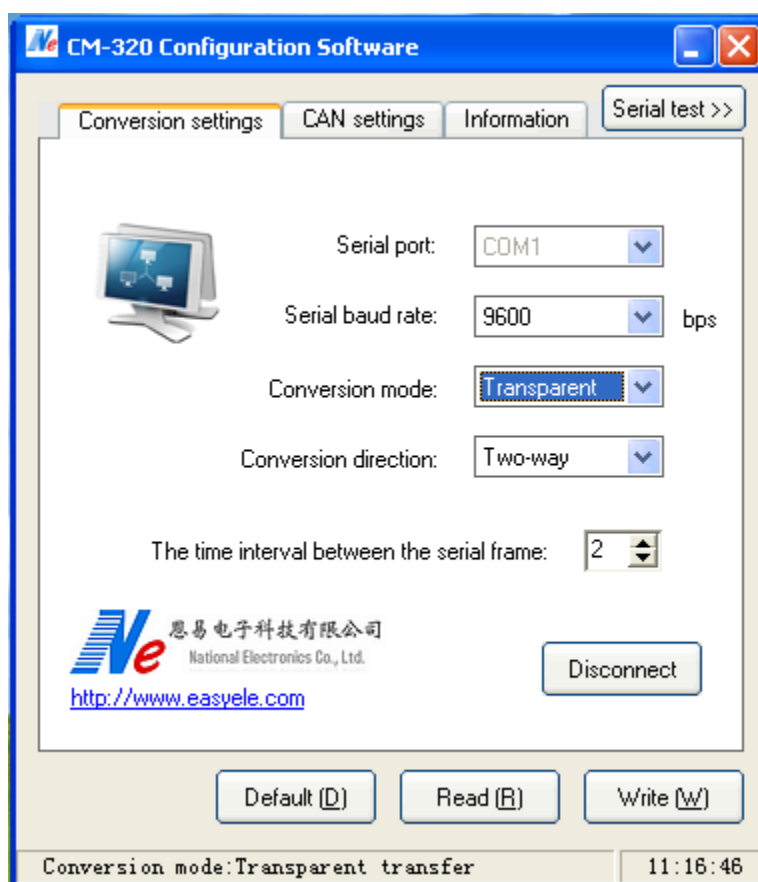 Ne CM-320 Configuration Software
Conversion settings CAN settings Information Serial test >>
Serial port: COM1
Serial baud rate: 9600 bps
Conversion mode: Transparent
Conversion direction: Two-way
The time interval between the serial frame: 2
Ne 恩易电子科技有限公司
National Electronics Co., Ltd.
http://www.easyele.com
Disconnect
Default (D) Read (R) Write (W)
Conversion mode:Transparent transfer 11:16:46